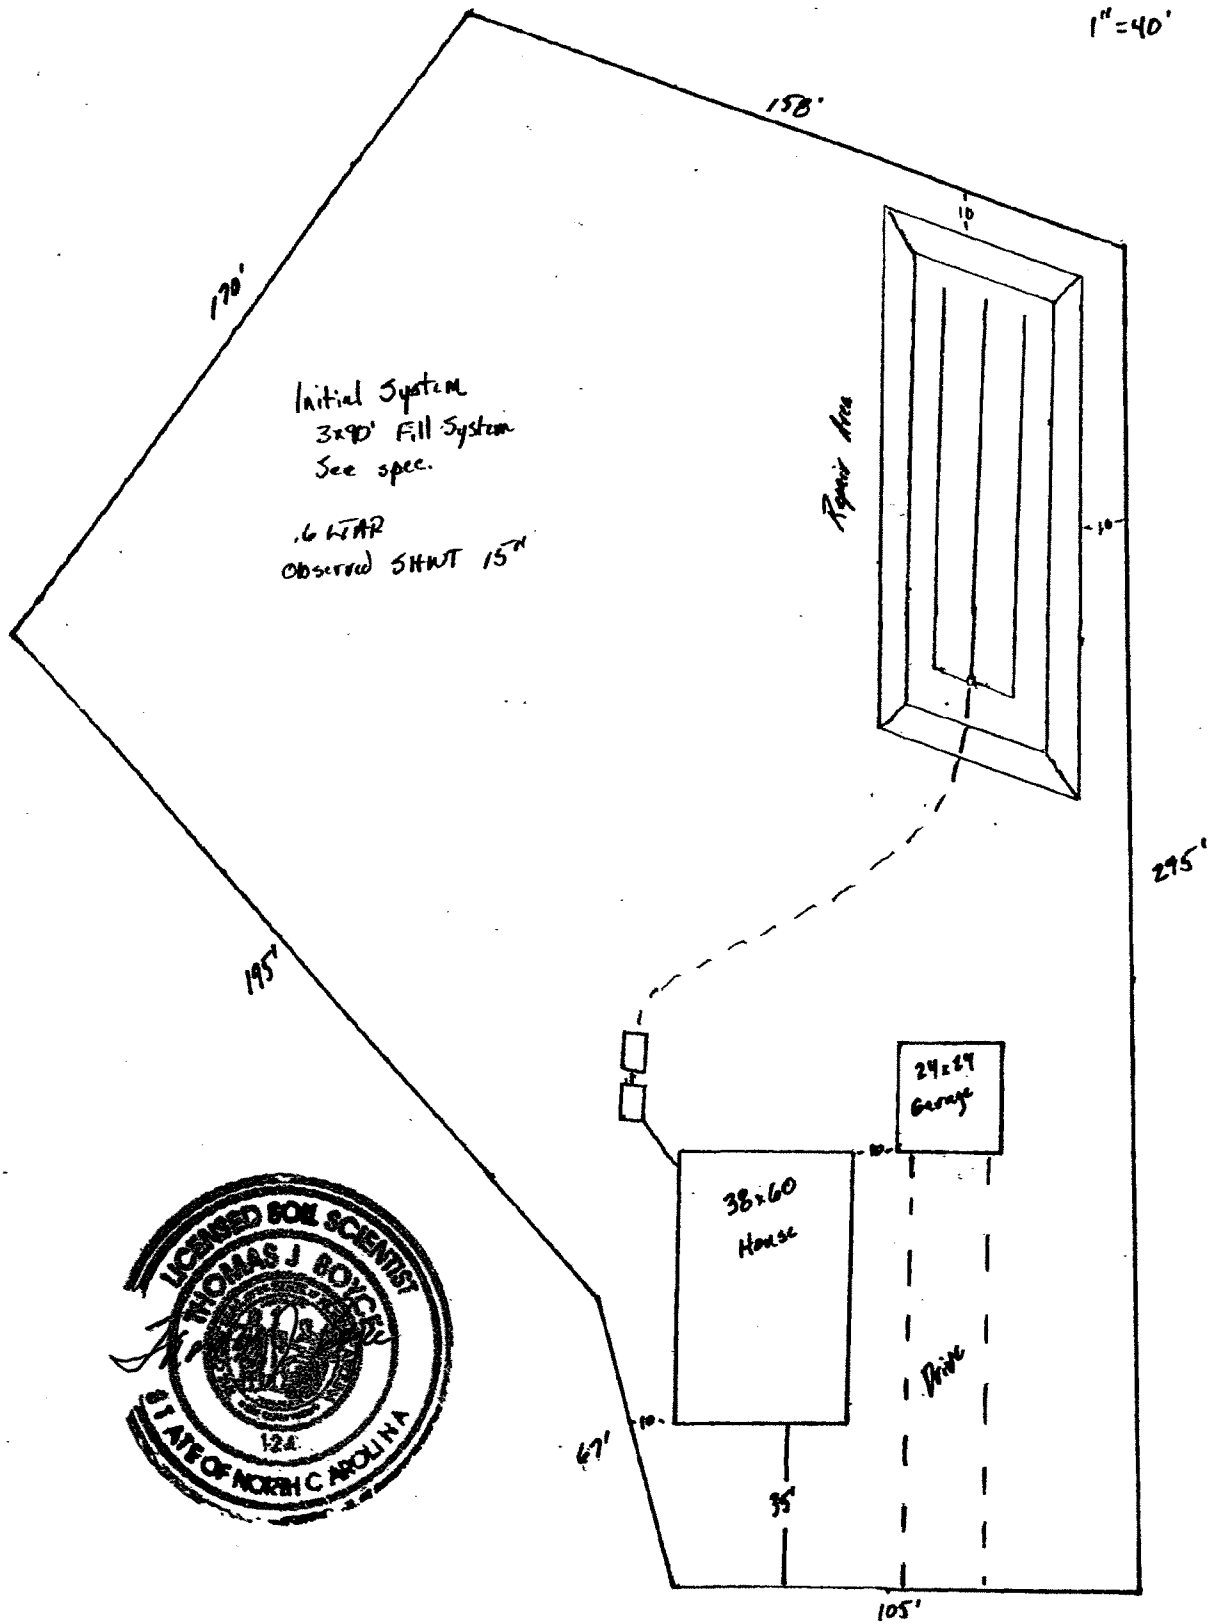 1"=40'
158'
10
190'
Initial System
3x90' Fill System
See spec.
.6 LTAR
Observed SHWT 15"
Repair Area
10
295'
195'
24x24
Garage
10
38x60
House
LICENSED SOIL SCIENTIST
THOMAS J BOYCE
124
STATE OF NORTH CAROLINA
Drive
10
67'
35'
105'